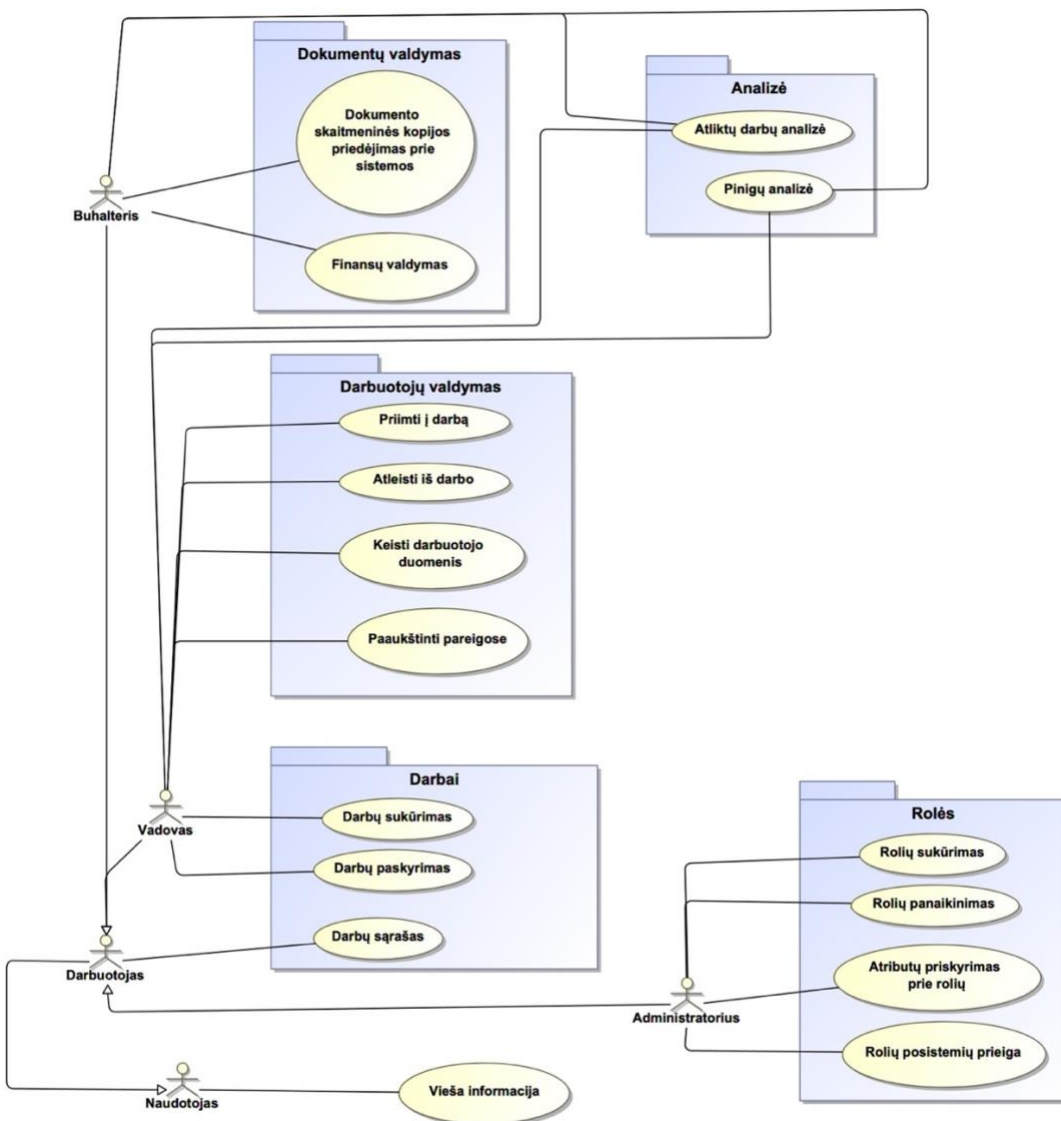 Dokumentų valdymas
Dokumento
skaitmeninės kopijos
priedėjimas prie
sistemos
Finansų valdymas
Buhalteris
Analizė
Atliktų darbų analizė
Pinigų analizė
Darbuotojų valdymas
Priimti į darbą
Atleisti iš darbo
Keisti darbuotojo
duomenis
Paaukštinti pareigose
Vadovas
Darbai
Darbų sukūrimas
Darbų paskyrimas
Darbų sąrašas
Darbuotojas
Rolės
Rolių sukūrimas
Rolių panaikinimas
Atributų priskyrimas
prie rolių
Rolių posistemių prieiga
Administratorius
Naudotojas
Vieša informacija